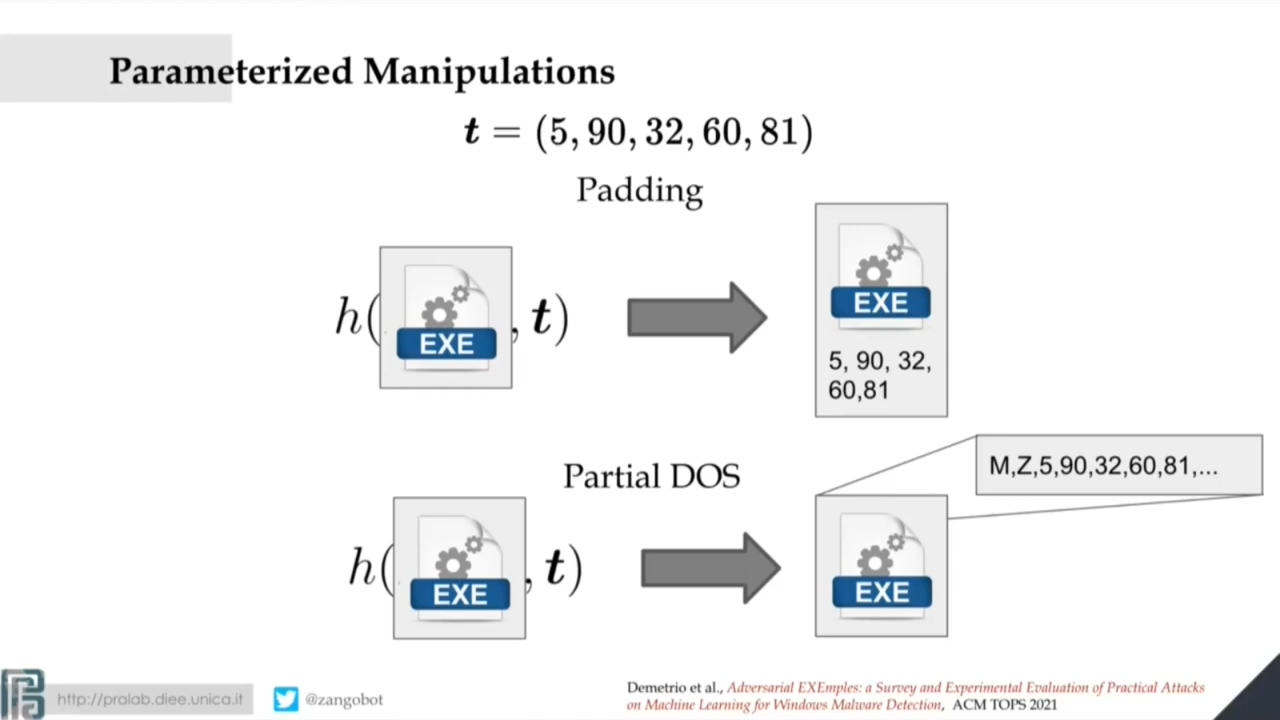 Parameterized Manipulations
t = (5, 90, 32, 60, 81)
Padding
h(
EXE
, t)
EXE
5, 90, 32,
60,81
Partial DOS
M,Z,5,90,32,60,81,...
h(
EXE
, t)
EXE
http://pralab.diee.unica.it
@zangobot
Demetrio et al., Adversarial EXEmples: a Survey and Experimental Evaluation of Practical Attacks
on Machine Learning for Windows Malware Detection, ACM TOPS 2021